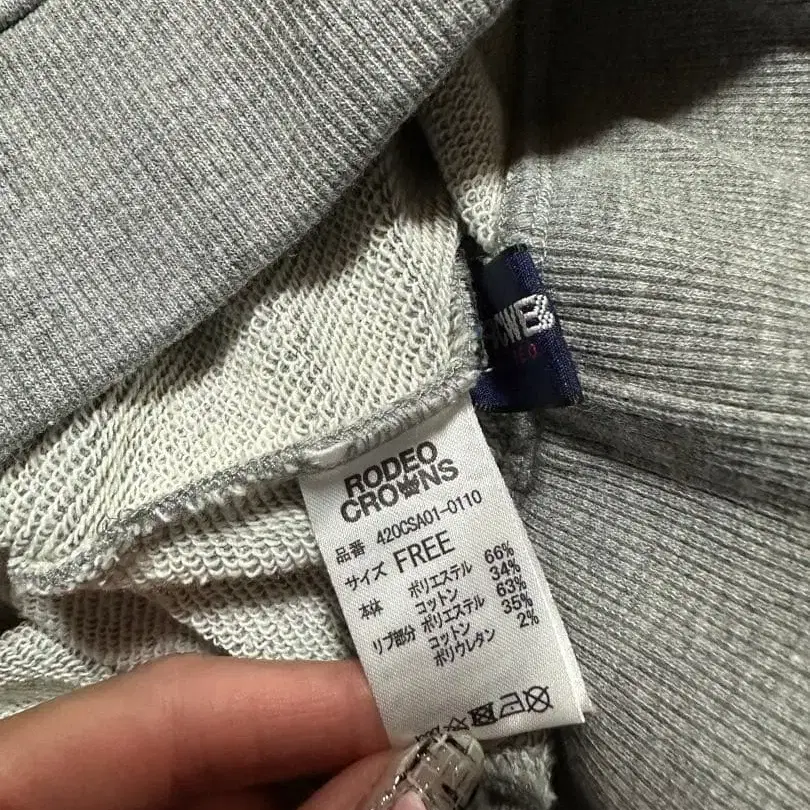 RODEO
CROWNS
品番 420CSA01-0110
サイズ FREE
本体 ポリエステル 66%
コットン 34%
リブ部分 ポリエステル 63%
コットン 35%
ポリウレタン 2%